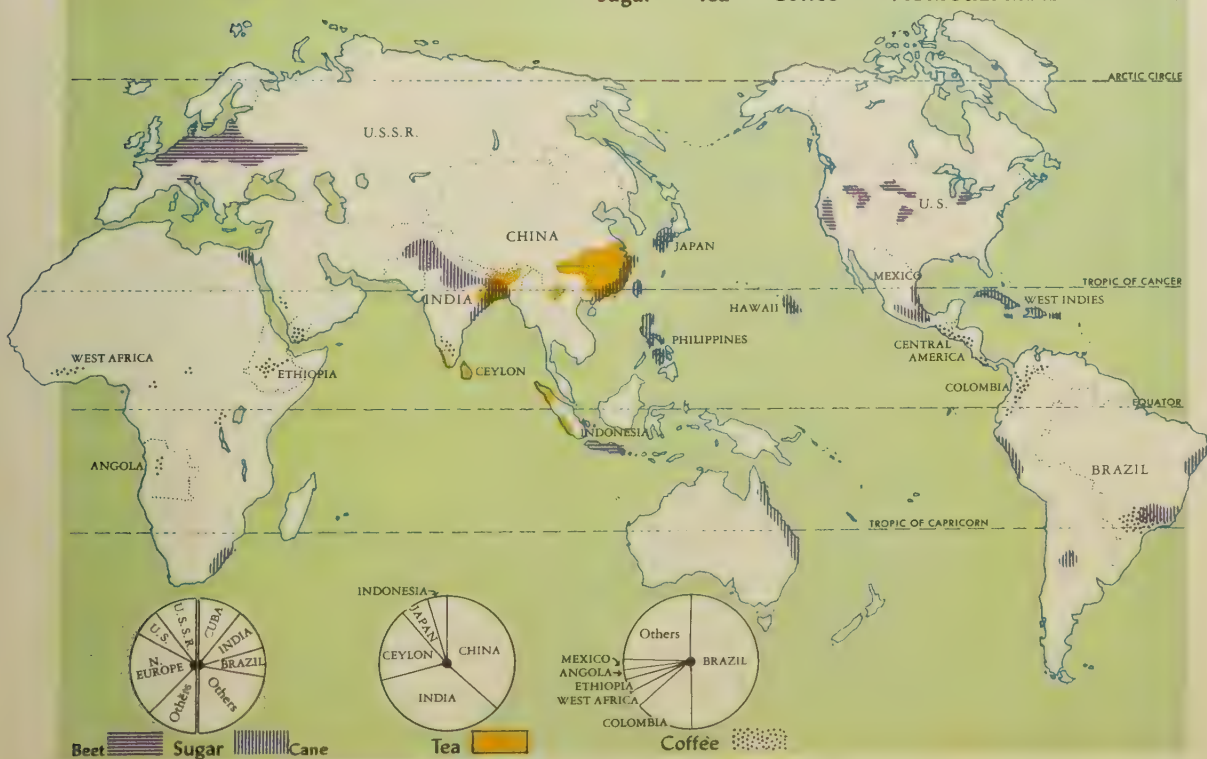 ARCTIC CIRCLE
U.S.S.R.
U.S.
CHINA
JAPAN
MEXICO
TROPIC OF CANCER
INDIA
HAWAII
WEST INDIES
PHILIPPINES
CENTRAL
AMERICA
WEST AFRICA
ETHIOPIA
CEYLON
COLOMBIA
EQUATOR
INDONESIA
ANGOLA
BRAZIL
TROPIC OF CAPRICORN
U.S.S.R.
CUBA
U.S.
INDIA
N.
EUROPE
BRAZIL
Others
Others
INDONESIA
JAPAN
CHINA
CEYLON
INDIA
Others
BRAZIL
MEXICO
ANGOLA
ETHIOPIA
WEST AFRICA
COLOMBIA
Beet Sugar Cane
Tea
Coffee